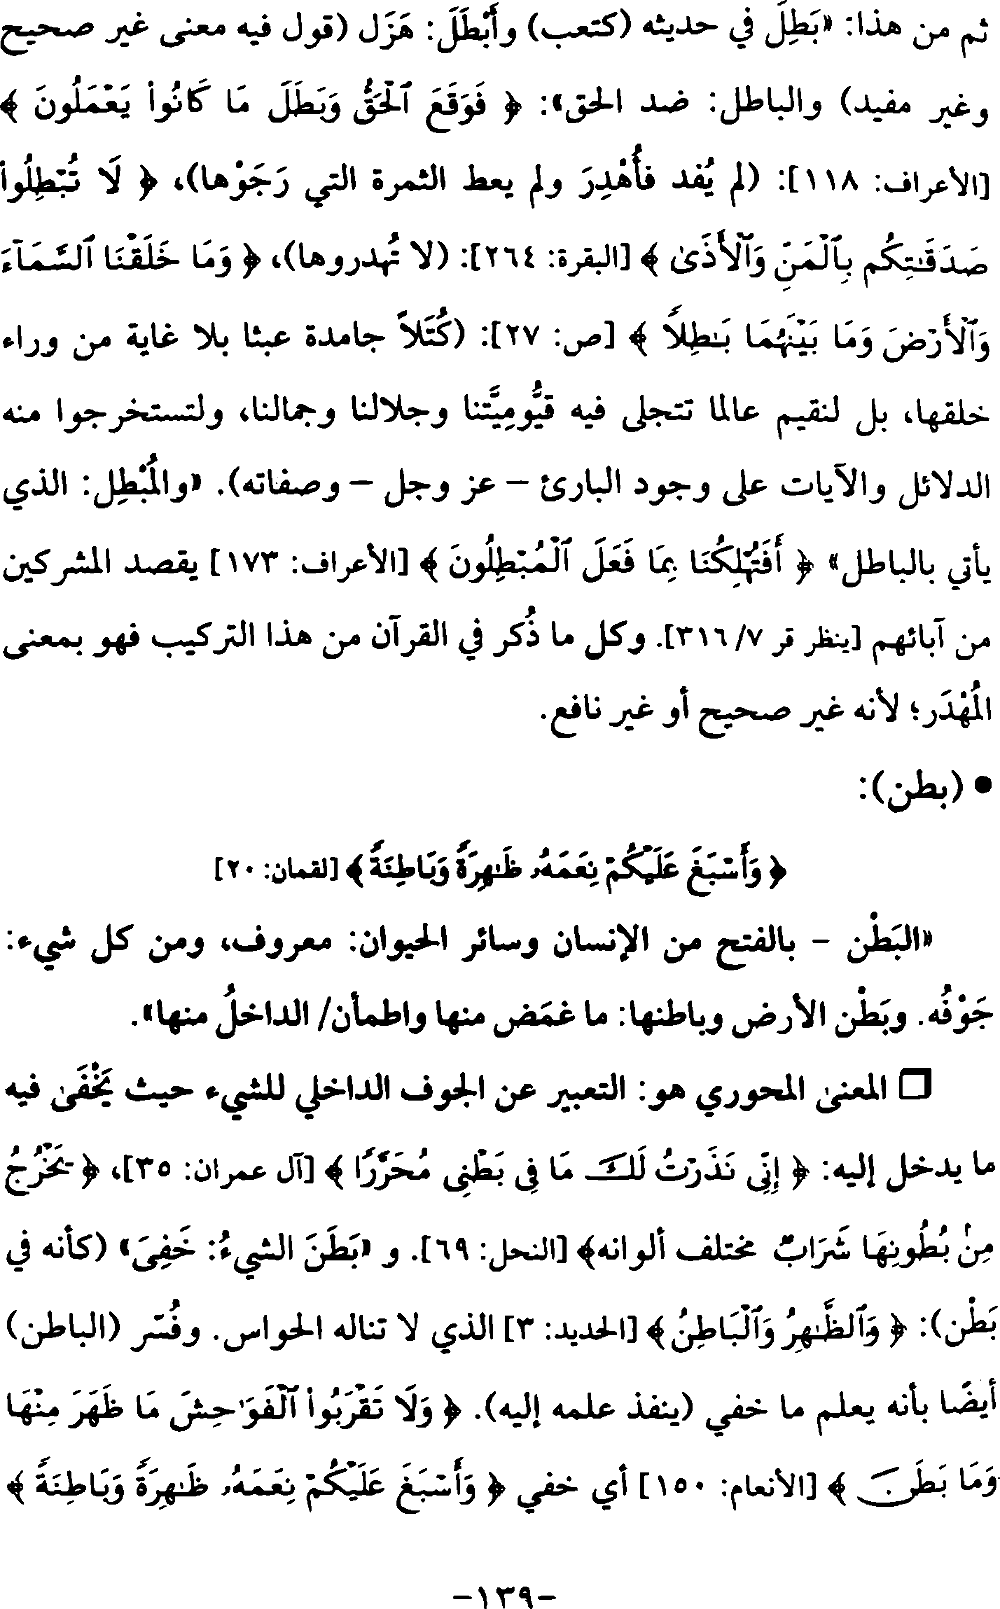 ثم من هذا: «بَطِلَ في حديثه (كتعب) وأَبْطَلَ: هَزَل (قول فيه معنى غير صحيح
وغير مفيد) والباطل: ضد الحق»: ﴿ فَوَقَعَ ٱلْحَقُّ وَبَطَلَ مَا كَانُوا۟ يَعْمَلُونَ ﴾
[الأعراف: ١١٨]: (لم يُفد فأُهْدِرَ ولم يعط الثمرة التي رَجَوْها)، ﴿ لَا تُبْطِلُوا۟
صَدَقَـٰتِكُم بِٱلْمَنِّ وَٱلْأَذَىٰ ﴾ [البقرة: ٢٦٤]: (لا تُهدروها)، ﴿ وَمَا خَلَقْنَا ٱلسَّمَآءَ
وَٱلْأَرْضَ وَمَا بَيْنَهُمَا بَـٰطِلًا ﴾ [ص: ٢٧]: (كُتَلاً جامدة عبثا بلا غاية من وراء
خلقها، بل لنقيم عالما تتجلى فيه قيُّومِيَّتنا وجلالنا وجمالنا، ولتستخرجوا منه
الدلائل والآيات على وجود البارئ - عز وجل - وصفاته). «والمُبْطِل: الذي
يأتي بالباطل» ﴿ أَفَتُهْلِكُنَا بِمَا فَعَلَ ٱلْمُبْطِلُونَ ﴾ [الأعراف: ١٧٣] يقصد المشركين
من آبائهم [ينظر قر ٧/ ٣١٦]. وكل ما ذُكر في القرآن من هذا التركيب فهو بمعنى
المُهْدَر؛ لأنه غير صحيح أو غير نافع.
● (بطن):
﴿ وَأَسْبَغَ عَلَيْكُمْ نِعَمَهُۥ ظَـٰهِرَةً وَبَاطِنَةً ﴾ [لقمان: ٢٠]
«البَطْن - بالفتح من الإنسان وسائر الحيوان: معروف، ومن كل شيء:
جَوْفُه. وبَطْن الأرض وباطنها: ما غمَض منها واطمأن/ الداخلُ منها».
❒ المعنىٰ المحوري هو: التعبير عن الجوف الداخلي للشيء حيث يَخْفَىٰ فيه
ما يدخل إليه: ﴿ إِنِّى نَذَرْتُ لَكَ مَا فِى بَطْنِى مُحَرَّرًا ﴾ [آل عمران: ٣٥]، ﴿ يَخْرُجُ
مِنۢ بُطُونِهَا شَرَابٌ مختلف ألوانه﴾ [النحل: ٦٩]. و «بَطَنَ الشيءُ: خَفِىَ» (كأنه في
بَطْن): ﴿ وَٱلظَّـٰهِرُ وَٱلْبَاطِنُ ﴾ [الحديد: ٣] الذي لا تناله الحواس. وفُسّر (الباطن)
أيضًا بأنه يعلم ما خفي (ينفذ علمه إليه). ﴿ وَلَا تَقْرَبُوا۟ ٱلْفَوَٰحِشَ مَا ظَهَرَ مِنْهَا
وَمَا بَطَنَ ﴾ [الأنعام: ١٥٠] أي خفي ﴿ وَأَسْبَغَ عَلَيْكُمْ نِعَمَهُۥ ظَـٰهِرَةً وَبَاطِنَةً ﴾
-١٣٩-